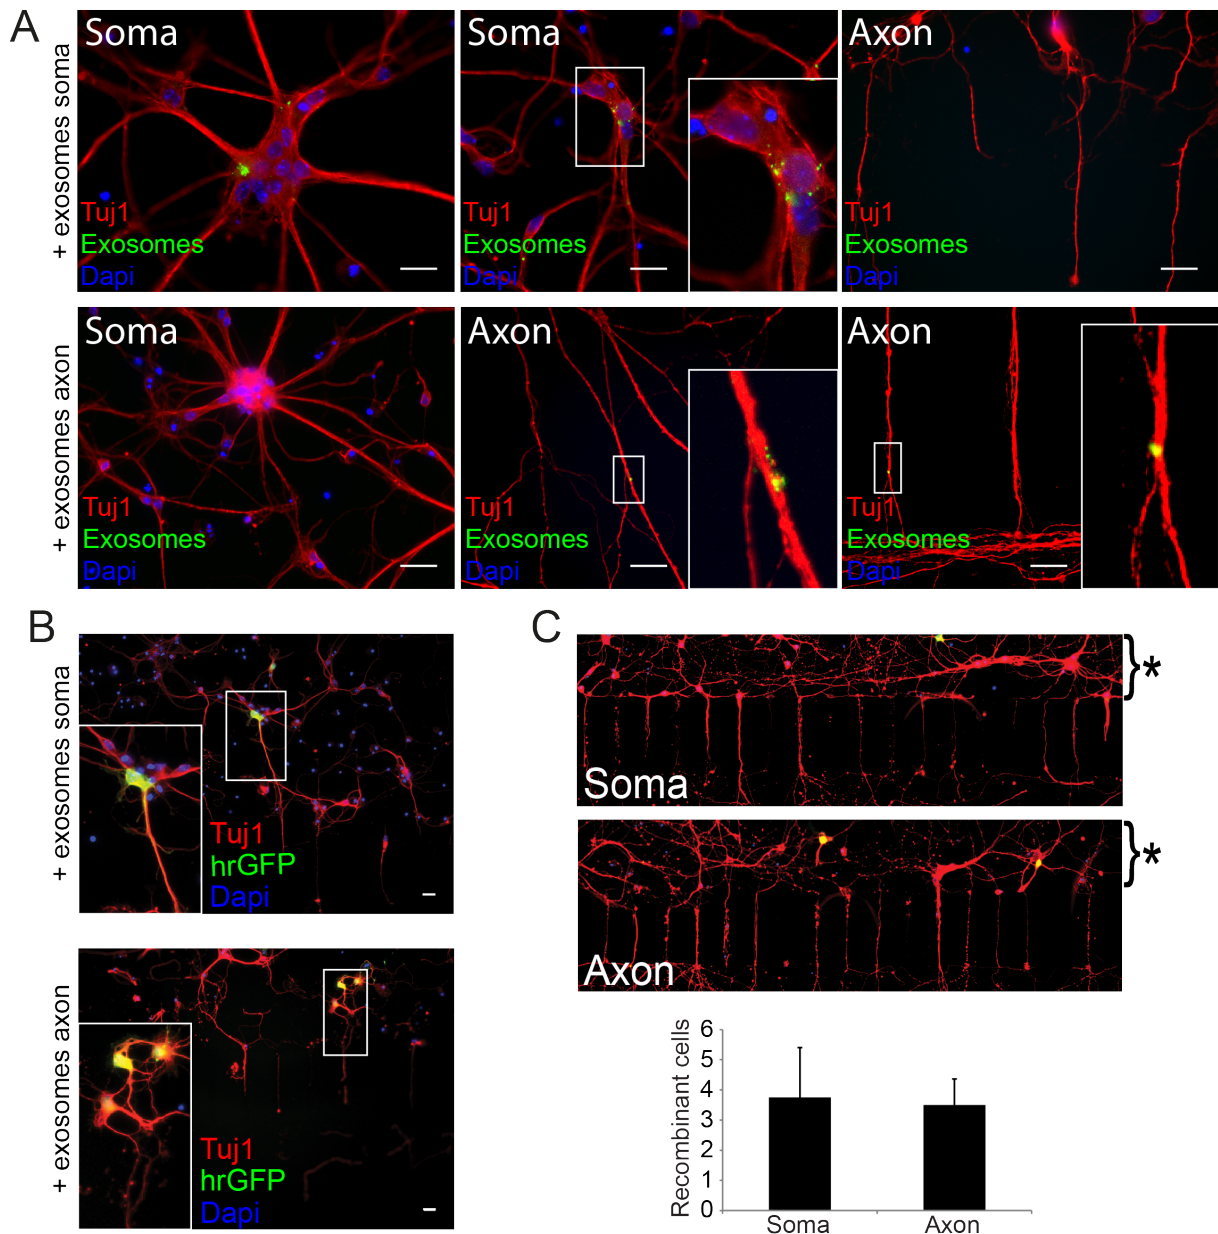 A
+ exosomes soma
Soma
Tuj1
Exosomes
Dapi
Soma
Tuj1
Exosomes
Dapi
Axon
Tuj1
Exosomes
Dapi
+ exosomes axon
Soma
Tuj1
Exosomes
Dapi
Axon
Tuj1
Exosomes
Dapi
Axon
Tuj1
Exosomes
Dapi
B
+ exosomes soma
Tuj1
hrGFP
Dapi
+ exosomes axon
Tuj1
hrGFP
Dapi
C
Soma
}*
Axon
}*
Recombinant cells
6
5
4
3
2
1
0
Soma
Axon